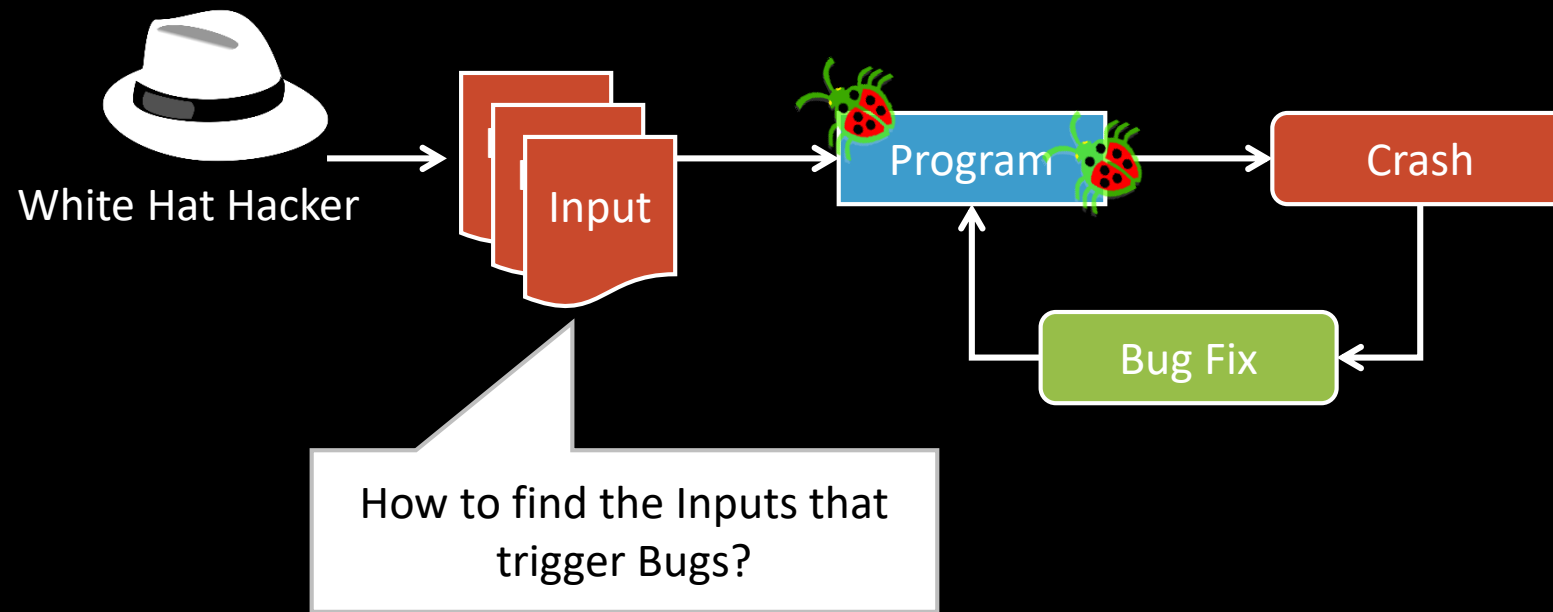 White Hat Hacker
Input
Program
Crash
Bug Fix
How to find the Inputs that
trigger Bugs?